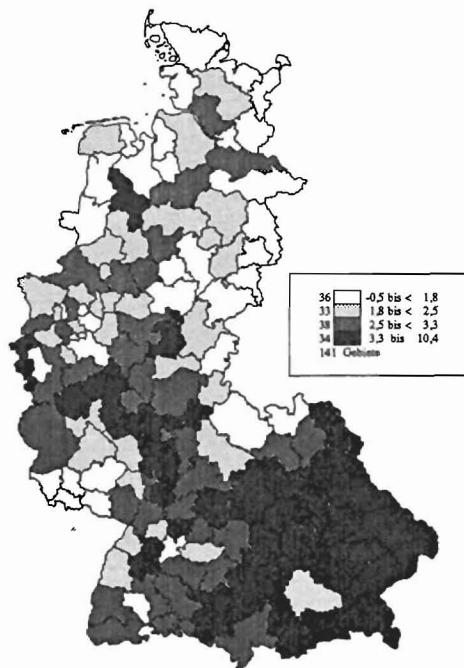 36 -0,5 bis < 1,8
33 1,8 bis < 2,5
38 2,5 bis < 3,3
34 3,3 bis 10,4
141 Gebiete